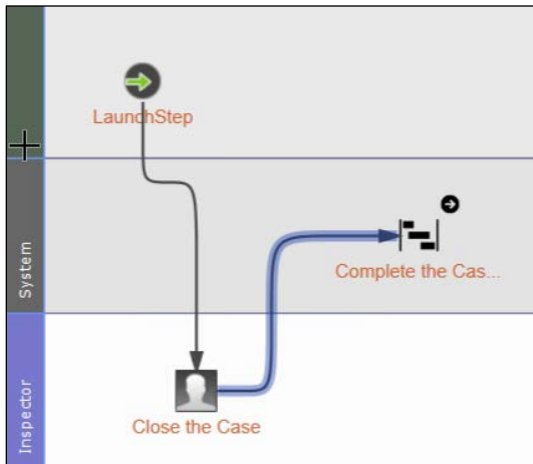 LaunchStep
System
Complete the Cas...
Inspector
Close the Case